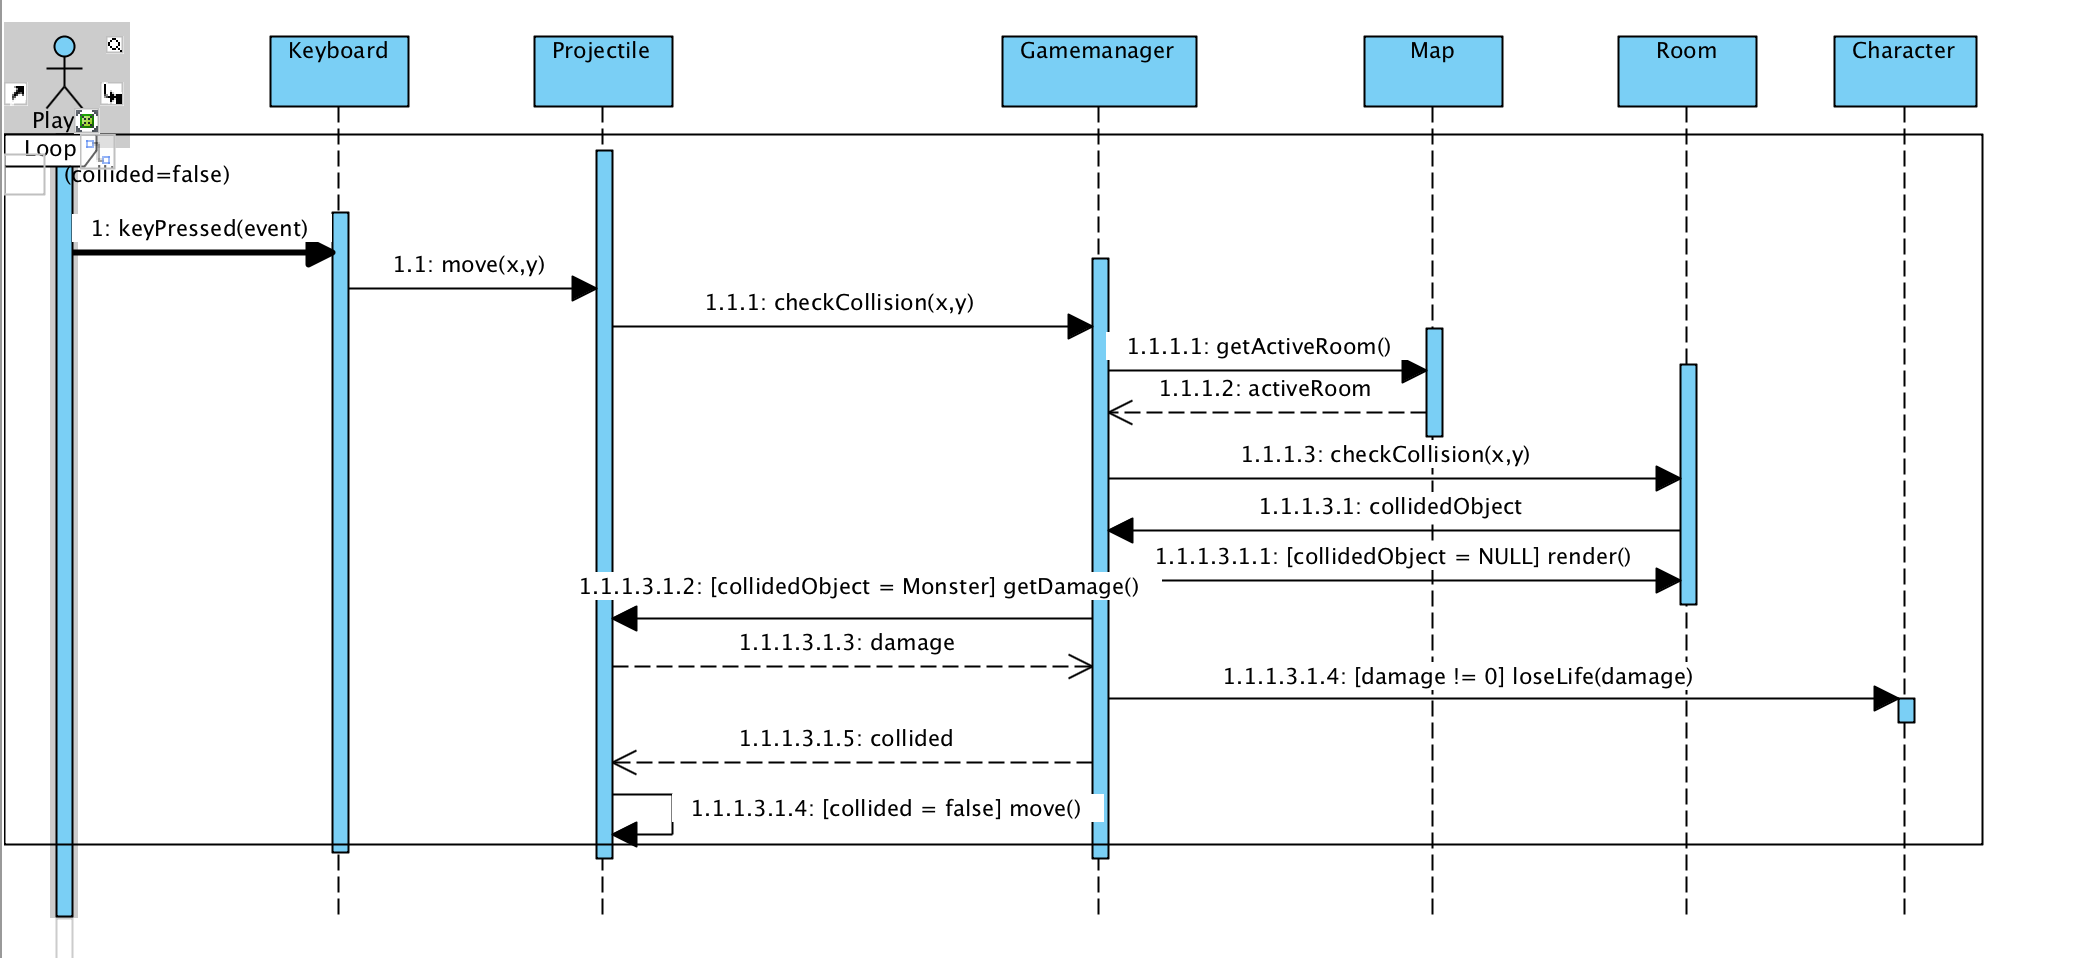 Keyboard
Projectile
Gamemanager
Map
Room
Character
Play
Loop
(collided=false)
1: keyPressed(event)
1.1: move(x,y)
1.1.1: checkCollision(x,y)
1.1.1.1: getActiveRoom()
1.1.1.2: activeRoom
1.1.1.3: checkCollision(x,y)
1.1.1.3.1: collidedObject
1.1.1.3.1.1: [collidedObject = NULL] render()
1.1.1.3.1.2: [collidedObject = Monster] getDamage()
1.1.1.3.1.3: damage
1.1.1.3.1.4: [damage != 0] loseLife(damage)
1.1.1.3.1.5: collided
1.1.1.3.1.4: [collided = false] move()